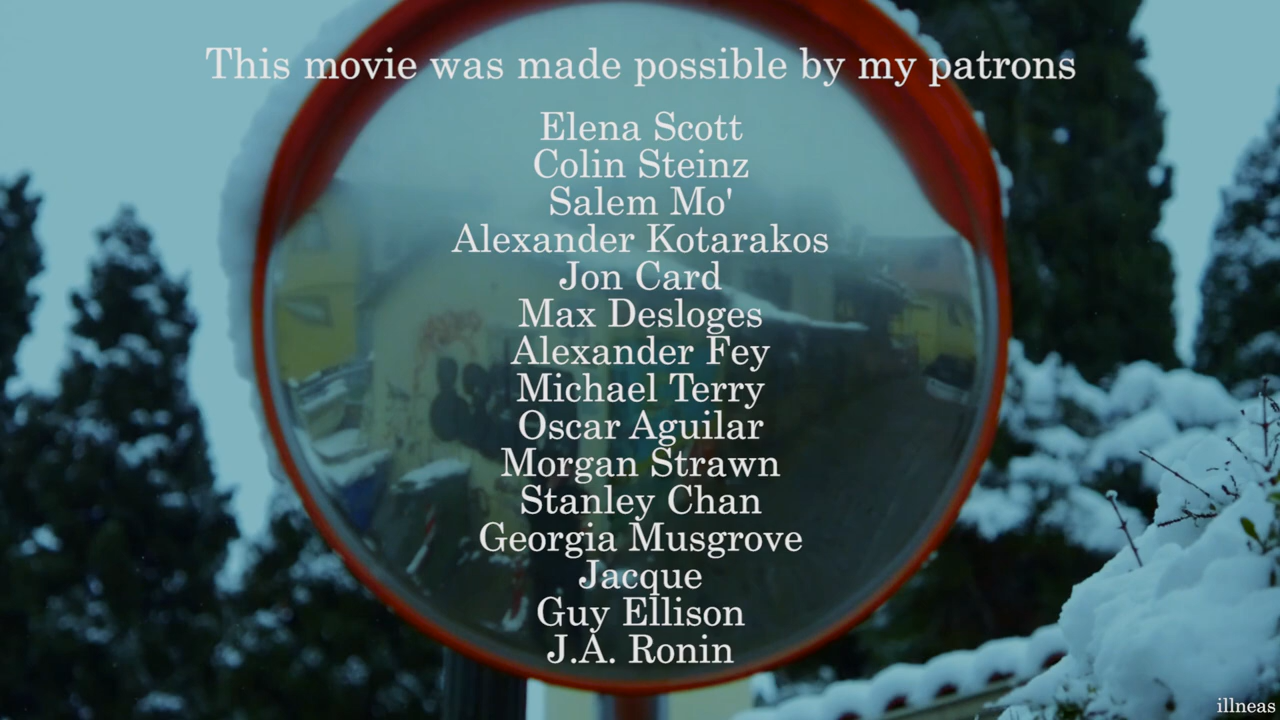 This movie was made possible by my patrons
Elena Scott
Colin Steinz
Salem Mo'
Alexander Kotarakos
Jon Card
Max Desloges
Alexander Fey
Michael Terry
Oscar Aguilar
Morgan Strawn
Stanley Chan
Georgia Musgrove
Jacque
Guy Ellison
J.A. Ronin
illneas